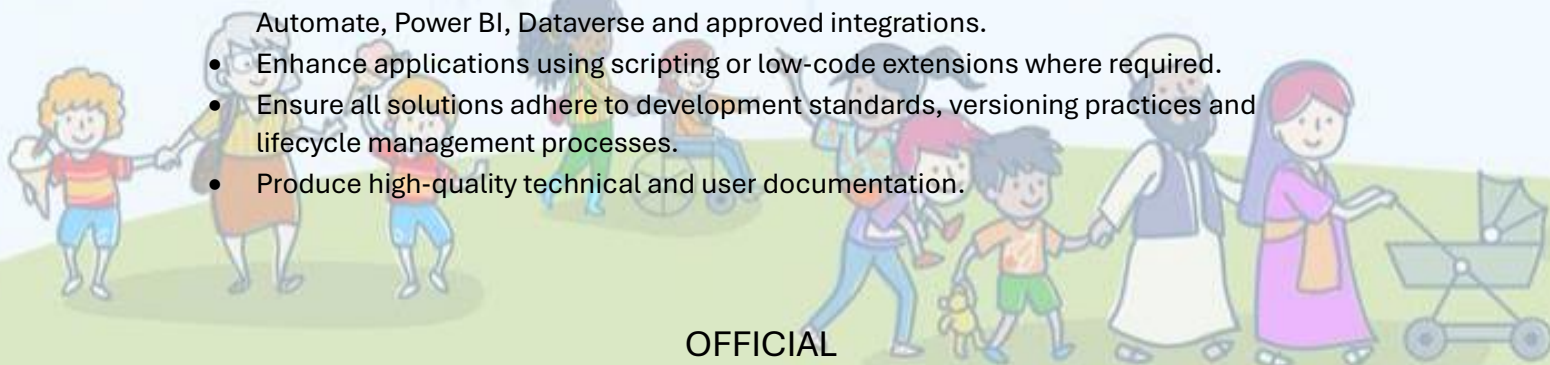 Automate, Power BI, Dataverse and approved integrations.
• Enhance applications using scripting or low-code extensions where required.
• Ensure all solutions adhere to development standards, versioning practices and
lifecycle management processes.
• Produce high-quality technical and user documentation.
OFFICIAL